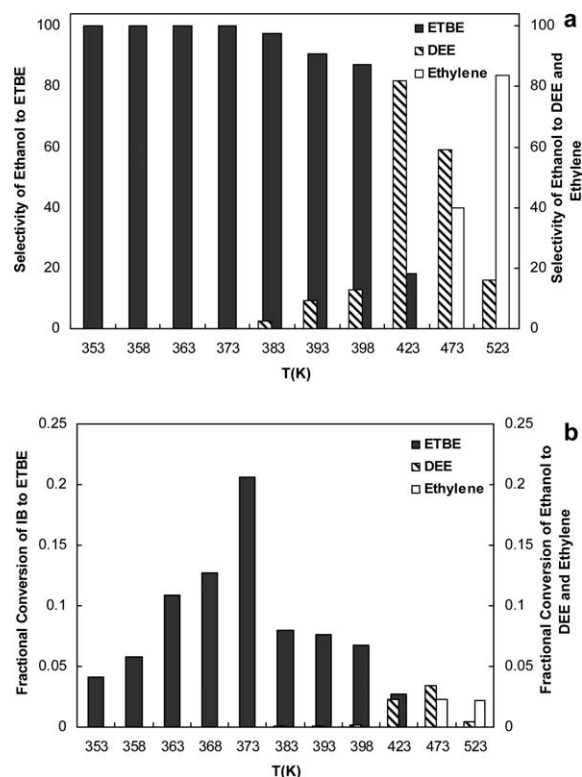 a
100
80
60
40
20
0
Selectivity of Ethanol to ETBE
ETBE
DEE
Ethylene
100
80
60
40
20
0
Selectivity of Ethanol to DEE and
Ethylene
353 358 363 373 383 393 398 423 473 523
T(K)
b
0.25
0.2
0.15
0.1
0.05
0
Fractional Conversion of IB to ETBE
ETBE
DEE
Ethylene
0.25
0.2
0.15
0.1
0.05
0
Fractional Conversion of Ethanol to
DEE and Ethylene
353 358 363 368 373 383 393 398 423 473 523
T(K)